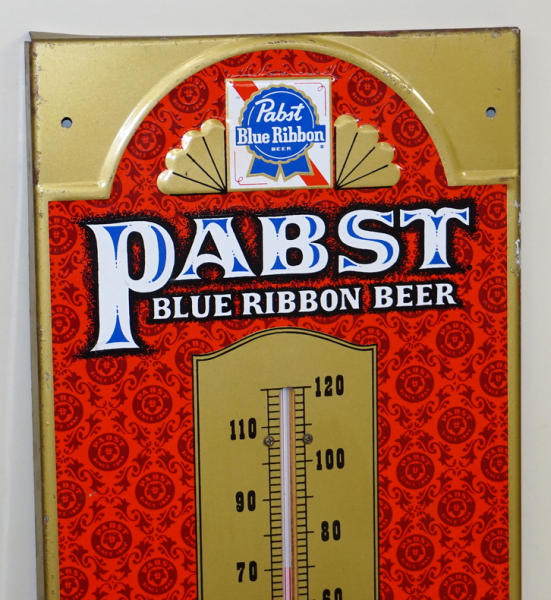 Pabst
Blue Ribbon
BEER
PABST
BLUE RIBBON BEER
120
110
100
90
80
70
60